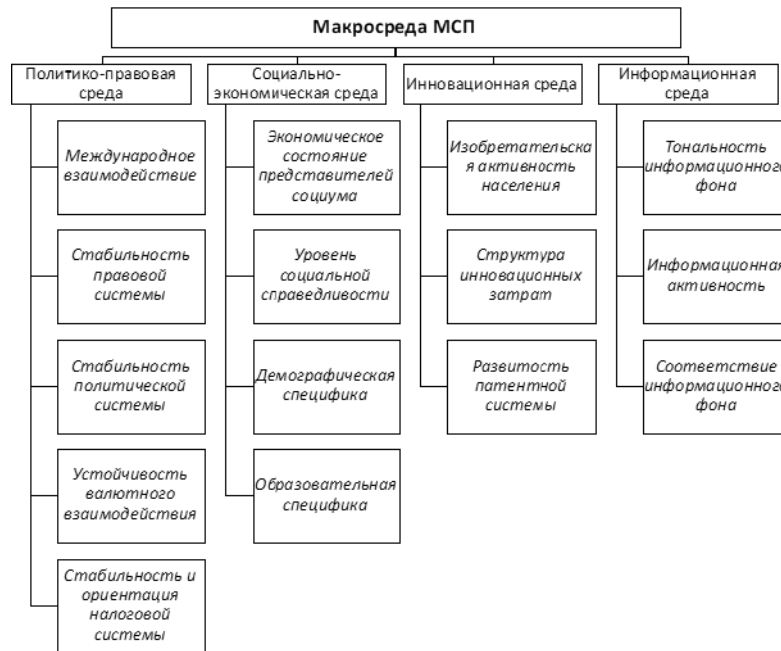 Макросреда МСП
Политико-правовая
среда
Социально-
экономическая среда
Инновационная среда
Информационная
среда
Международное
взаимодействие
Стабильность
правовой
системы
Стабильность
политической
системы
Устойчивость
валютного
взаимодействия
Стабильность и
ориентация
налоговой
системы
Экономическое
состояние
представителей
социума
Уровень
социальной
справедливости
Демографическая
специфика
Образовательная
специфика
Изобретательска
я активность
населения
Структура
инновационных
затрат
Развитость
патентной
системы
Тональность
информационного
фона
Информационная
активность
Соответствие
информационного
фона